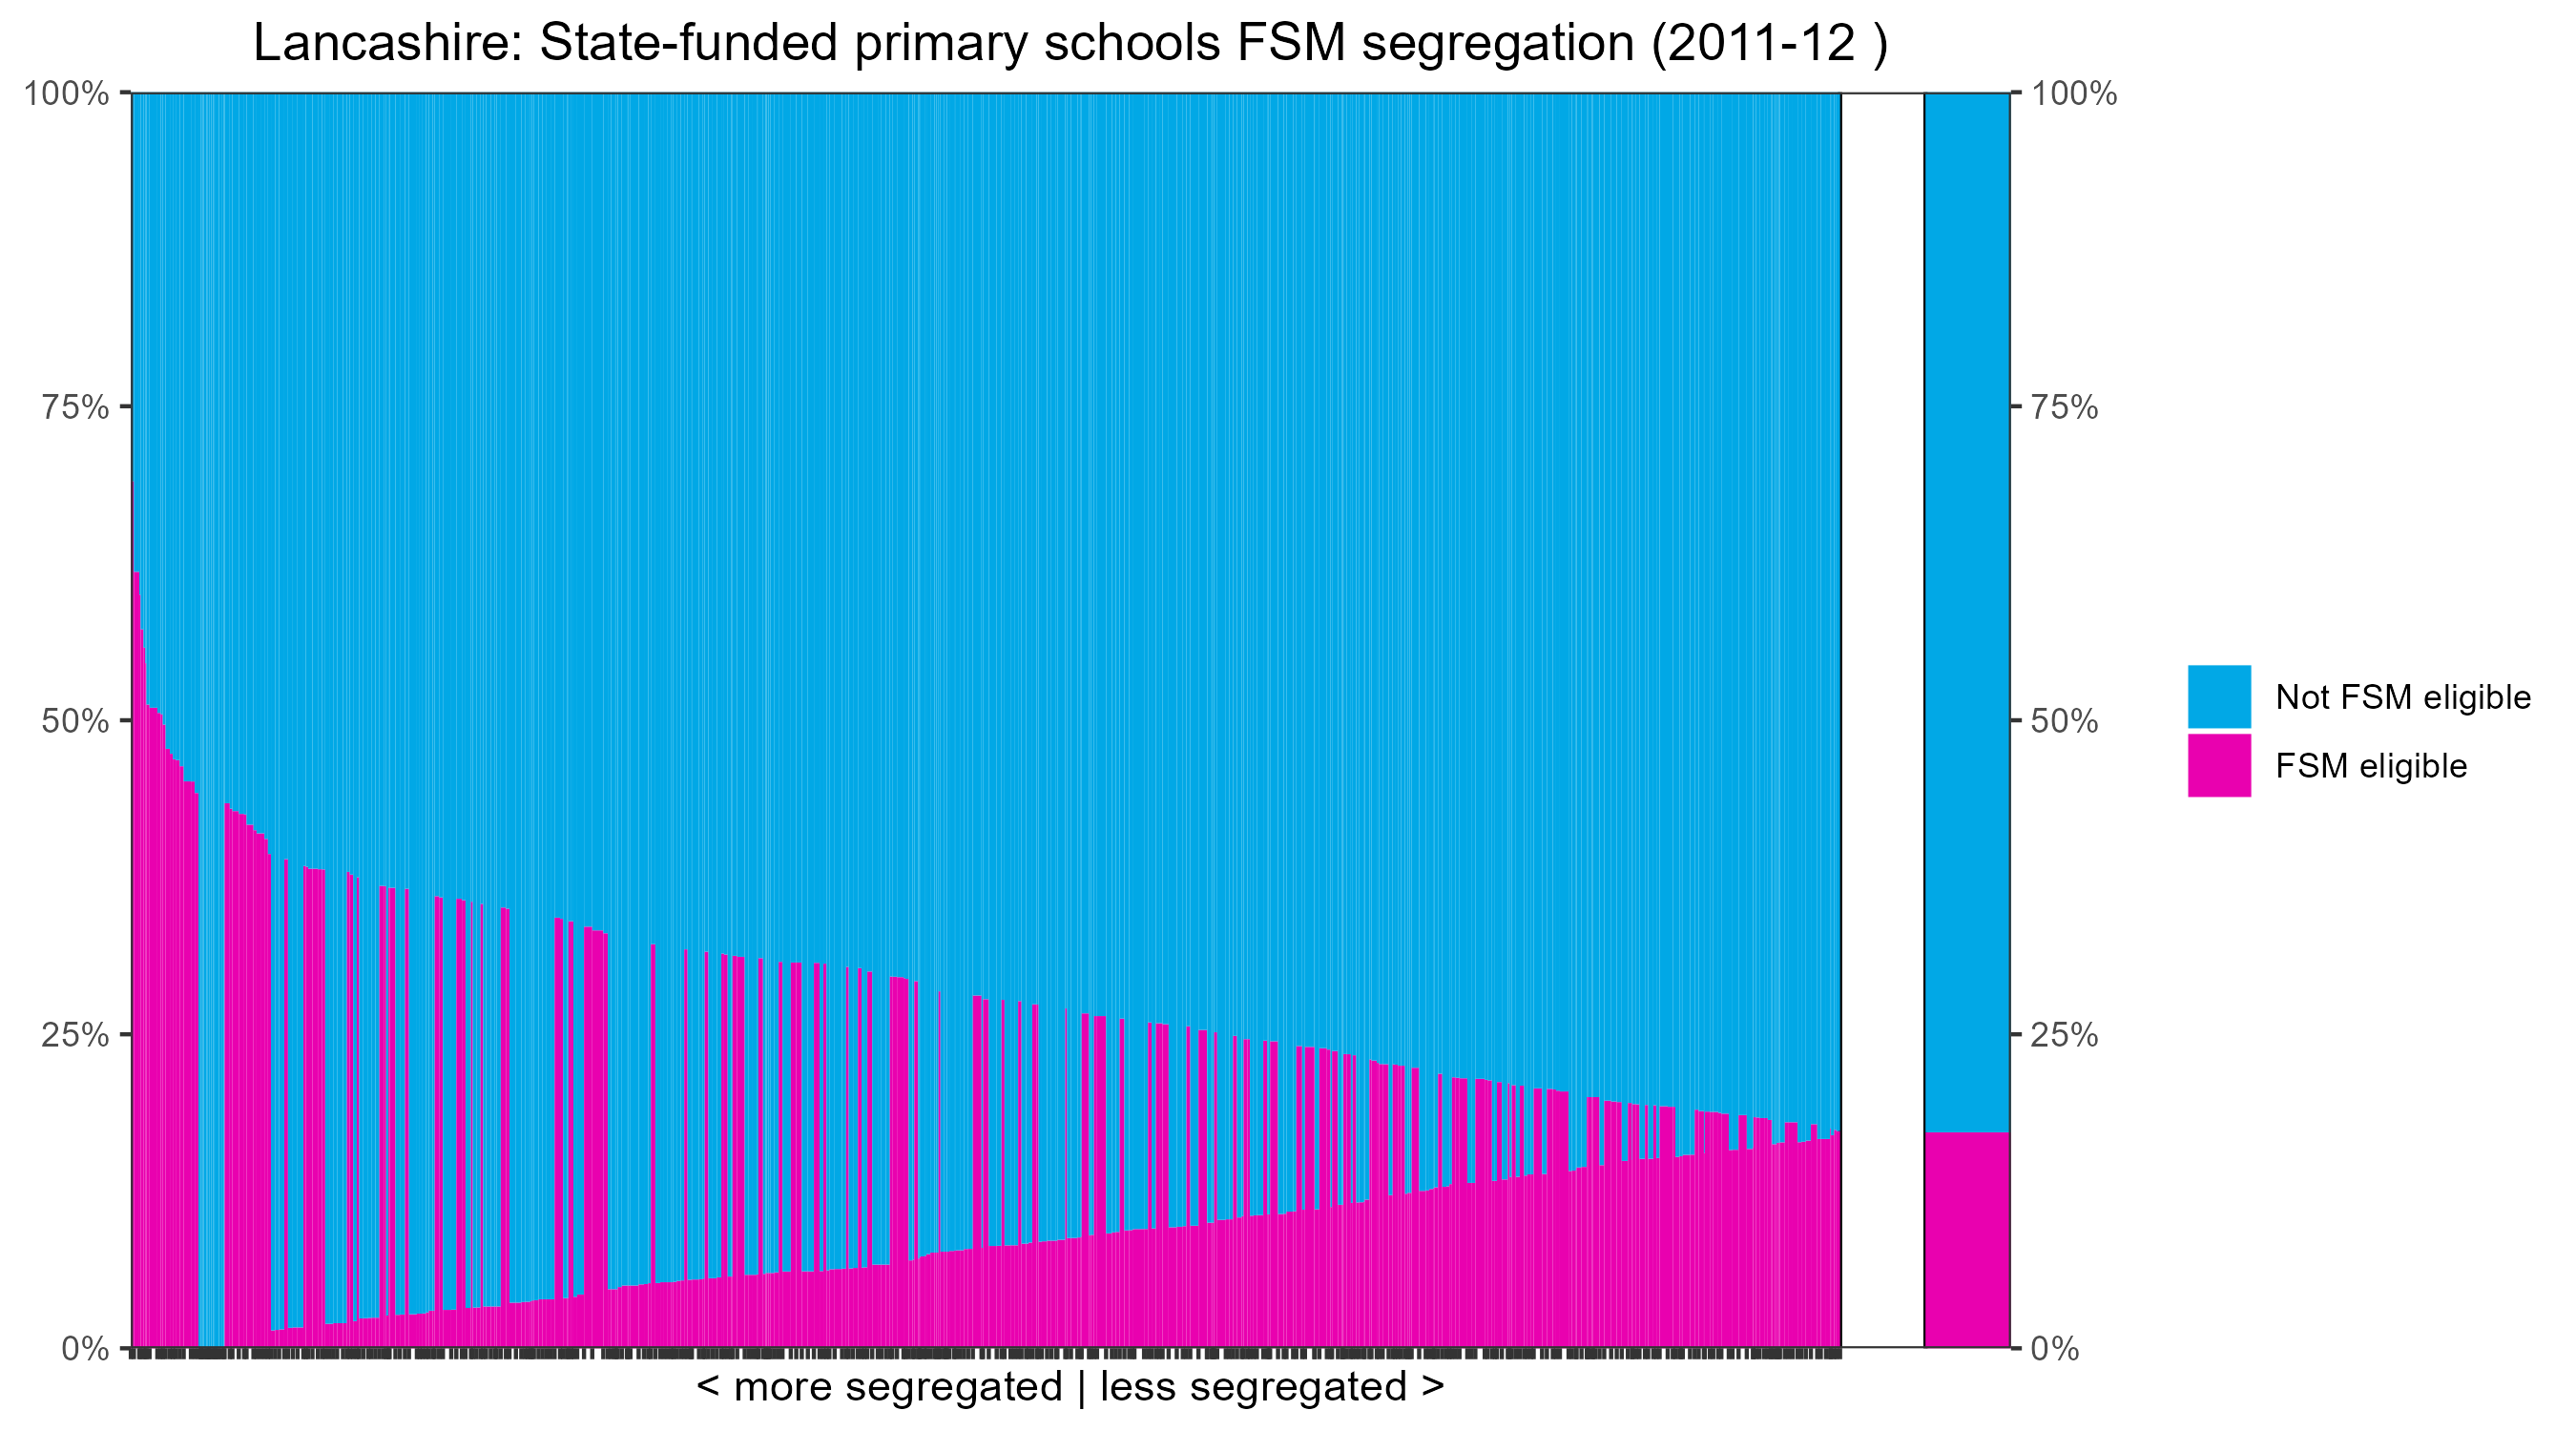 Lancashire: State-funded primary schools FSM segregation (2011-12 )
100%
75%
50%
25%
0%
100%
75%
50%
25%
0%
Not FSM eligible
FSM eligible
< more segregated | less segregated >